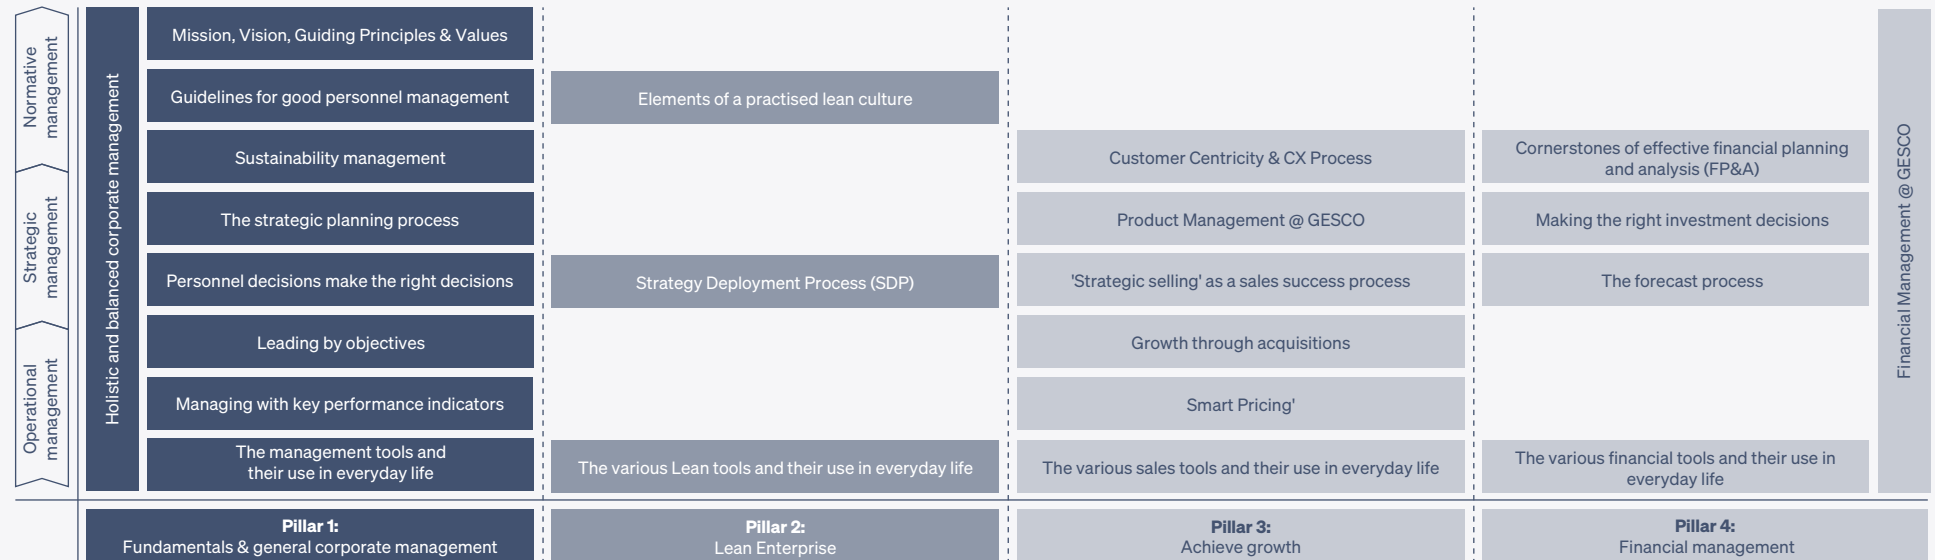 Normative
management
Strategic
management
Operational
management
Holistic and balanced corporate management
Mission, Vision, Guiding Principles & Values
Guidelines for good personnel management
Sustainability management
The strategic planning process
Personnel decisions make the right decisions
Leading by objectives
Managing with key performance indicators
The management tools and
their use in everyday life
Pillar 1:
Fundamentals & general corporate management
Elements of a practised lean culture
Strategy Deployment Process (SDP)
The various Lean tools and their use in everyday life
Pillar 2:
Lean Enterprise
Customer Centricity & CX Process
Product Management @ GESCO
'Strategic selling' as a sales success process
Growth through acquisitions
Smart Pricing'
The various sales tools and their use in everyday life
Pillar 3:
Achieve growth
Cornerstones of effective financial planning
and analysis (FP&A)
Making the right investment decisions
The forecast process
The various financial tools and their use in
everyday life
Pillar 4:
Financial management
Financial Management @ GESCO